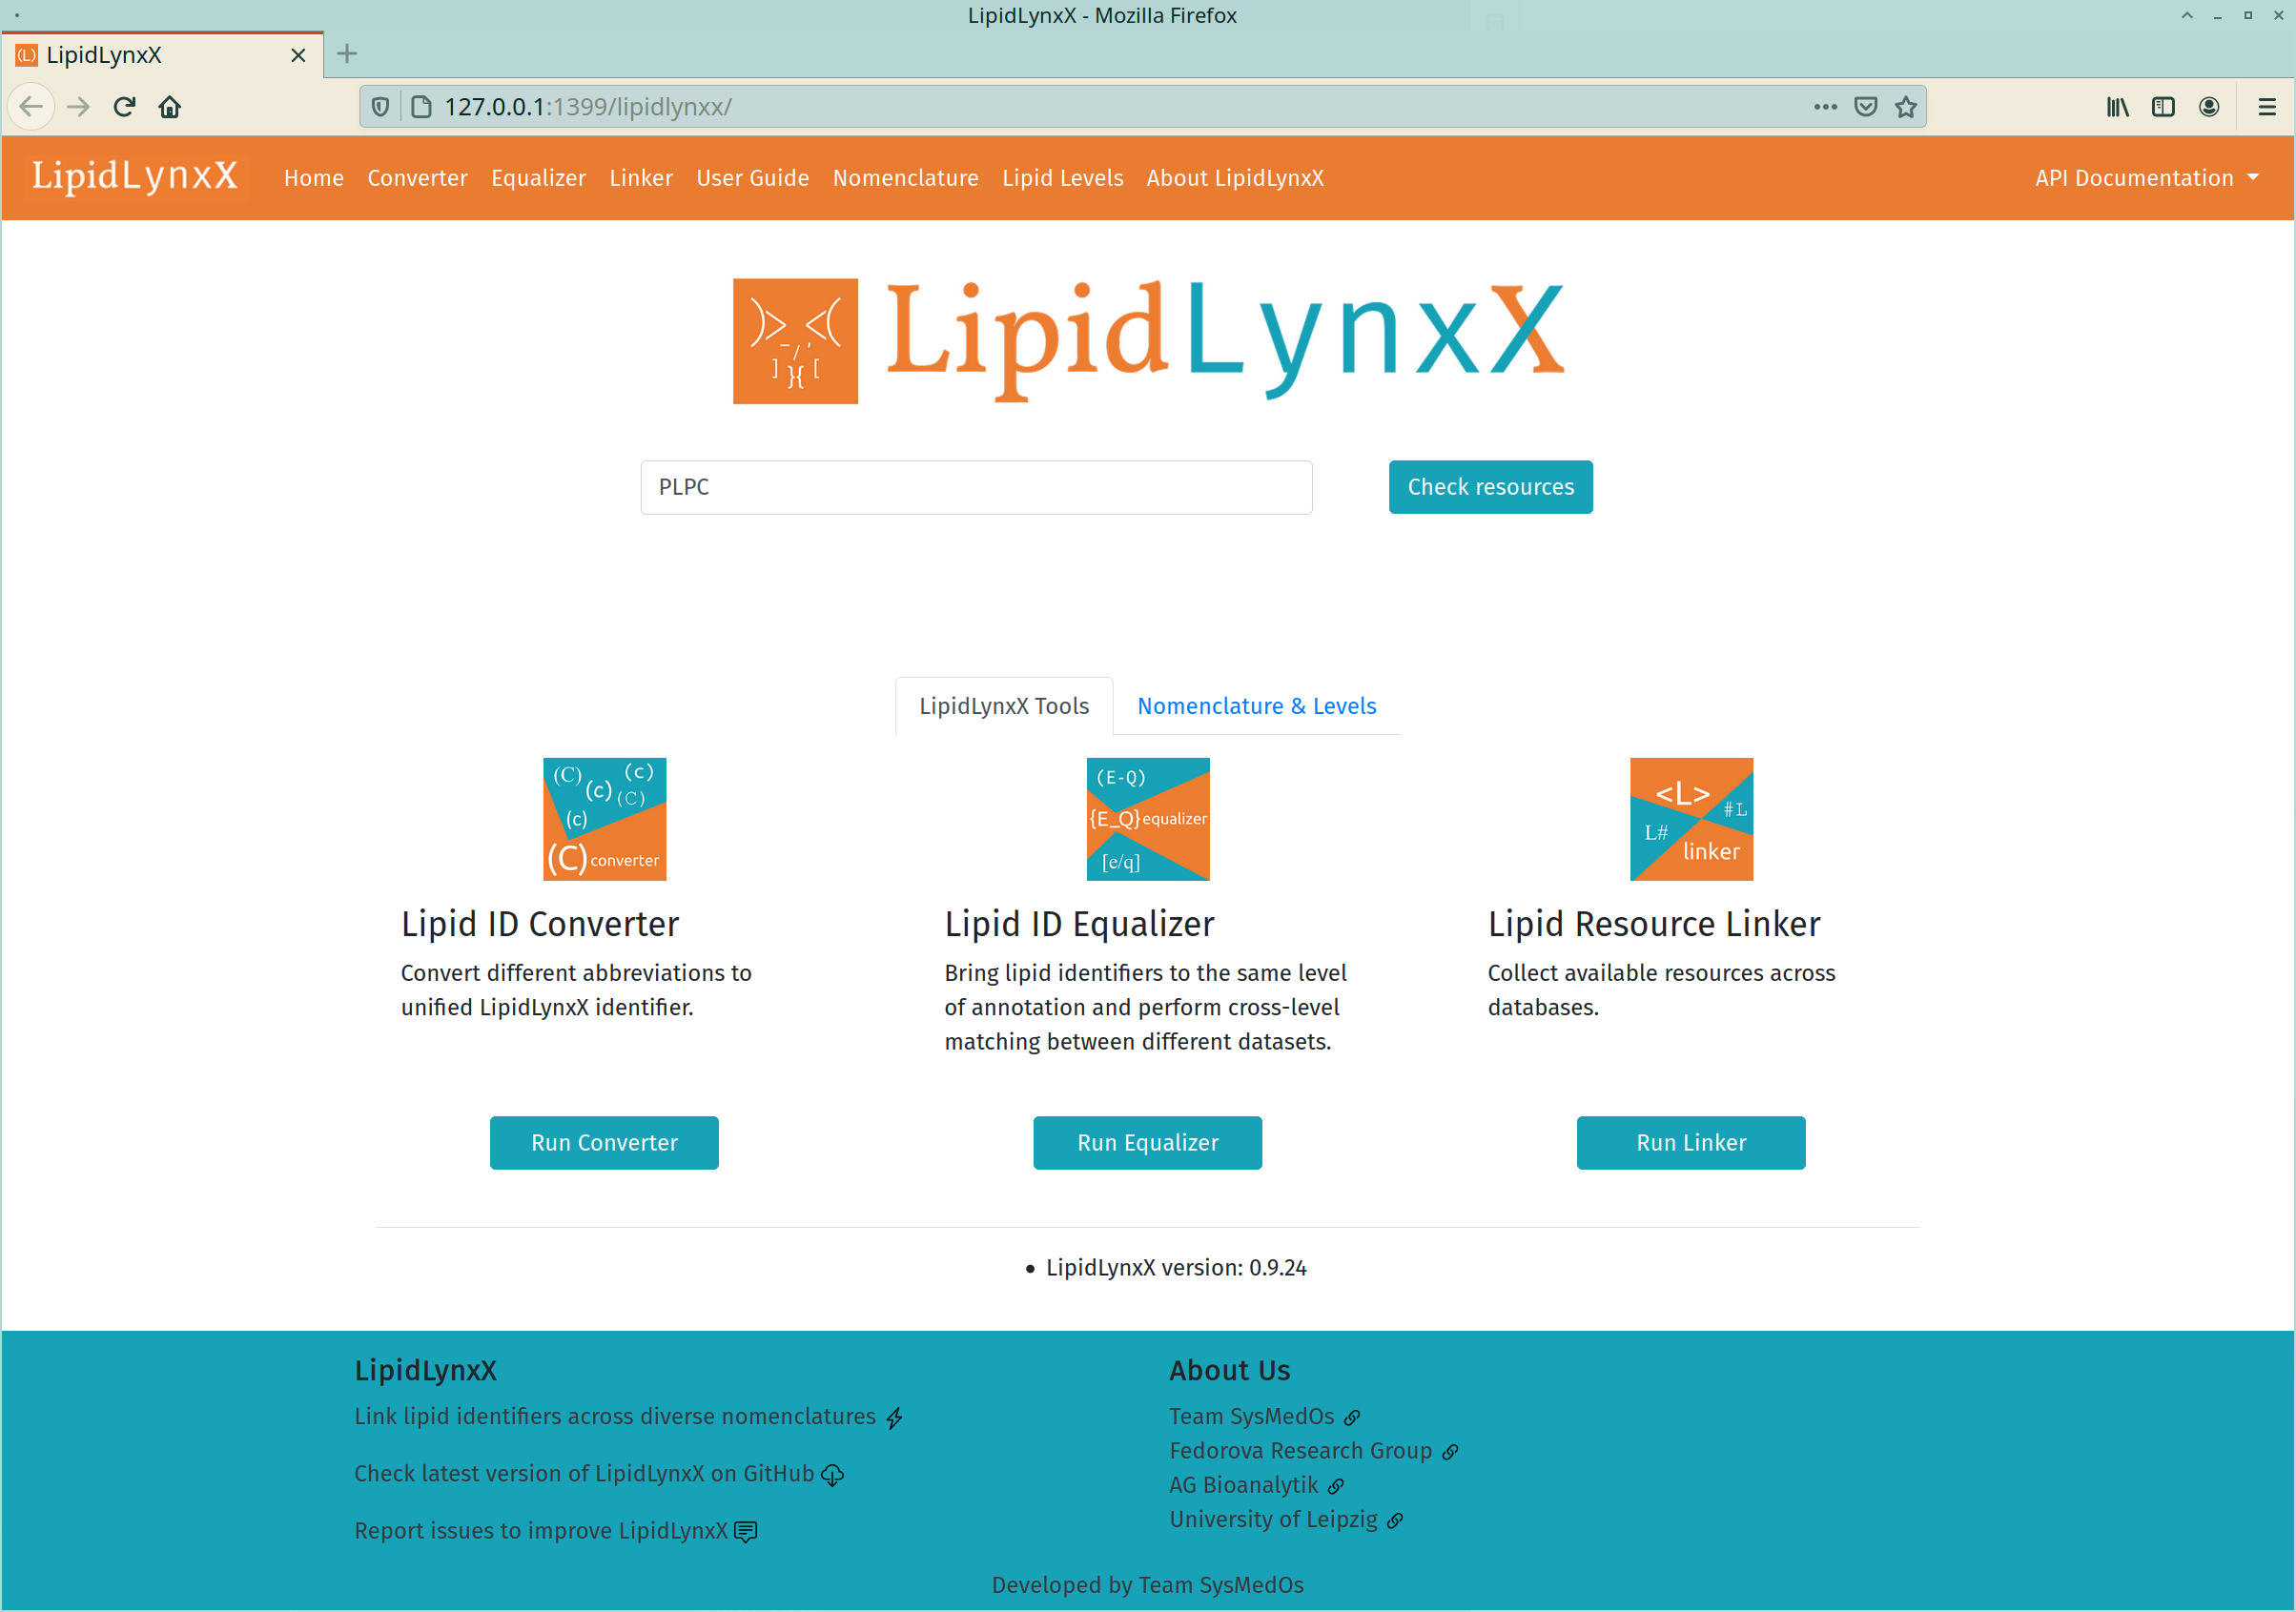 LipidLynxX - Mozilla Firefox
(L) LipidLynxX
127.0.0.1:1399/lipidlynxx/
LipidLynxX Home Converter Equalizer Linker User Guide Nomenclature Lipid Levels About LipidLynxX API Documentation
LipidLynxX
PLPC Check resources
LipidLynxX Tools Nomenclature & Levels
(C) (c) (c) (C) (c)
(C) converter
(E-Q)
{E_Q} equalizer
[e/q]
<L>
#L
L#
linker
Lipid ID Converter
Convert different abbreviations to
unified LipidLynxX identifier.
Run Converter
Lipid ID Equalizer
Bring lipid identifiers to the same level
of annotation and perform cross-level
matching between different datasets.
Run Equalizer
Lipid Resource Linker
Collect available resources across
databases.
Run Linker
• LipidLynxX version: 0.9.24
LipidLynxX
Link lipid identifiers across diverse nomenclatures
Check latest version of LipidLynxX on GitHub
Report issues to improve LipidLynxX
About Us
Team SysMedOs
Fedorova Research Group
AG Bioanalytik
University of Leipzig
Developed by Team SysMedOs